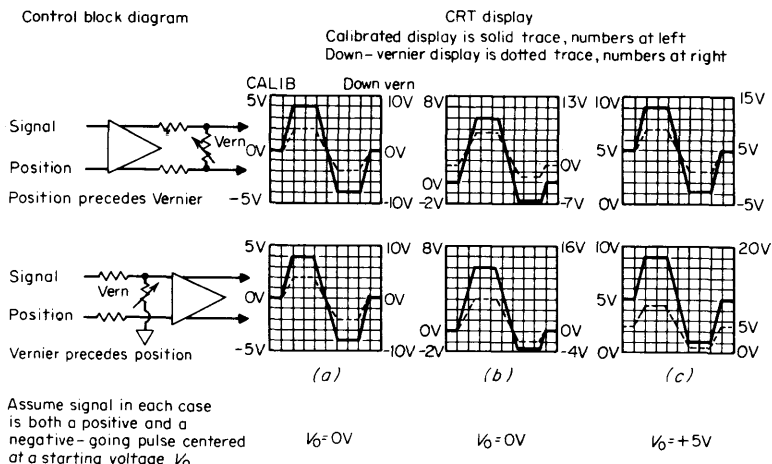 Control block diagram
CRT display
Calibrated display is solid trace, numbers at left
Down-vernier display is dotted trace, numbers at right
CALIB Down vern
5V 10V 8V 13V 10V 15V
Signal
Vern
0V 0V 0V 5V 5V
Position
0V
Position precedes Vernier
-5V -10V -2V -7V 0V -5V
5V 10V 8V 16V 10V 20V
Signal
Vern
0V 0V 5V
Position
0V 0V 5V
Vernier precedes position
-5V -10V -2V -4V 0V 0V
(a) (b) (c)
Assume signal in each case
is both a positive and a
negative-going pulse centered
at a starting voltage V₀
V₀=0V V₀=0V V₀=+5V